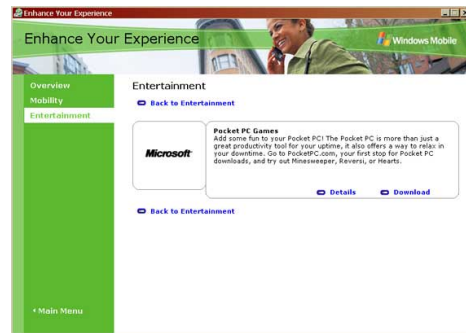 Enhance Your Experience
Enhance Your Experience
Windows Mobile
Overview
Mobility
Entertainment
Entertainment
Back to Entertainment
Microsoft
Pocket PC Games
Add some fun to your Pocket PC! The Pocket PC is more than just a
great productivity tool for your uptime, it also offers a way to relax in
your downtime. Go to PocketPC.com, your first stop for Pocket PC
downloads, and try out Minesweeper, Reversi, or Hearts.
Details
Download
Back to Entertainment
Main Menu